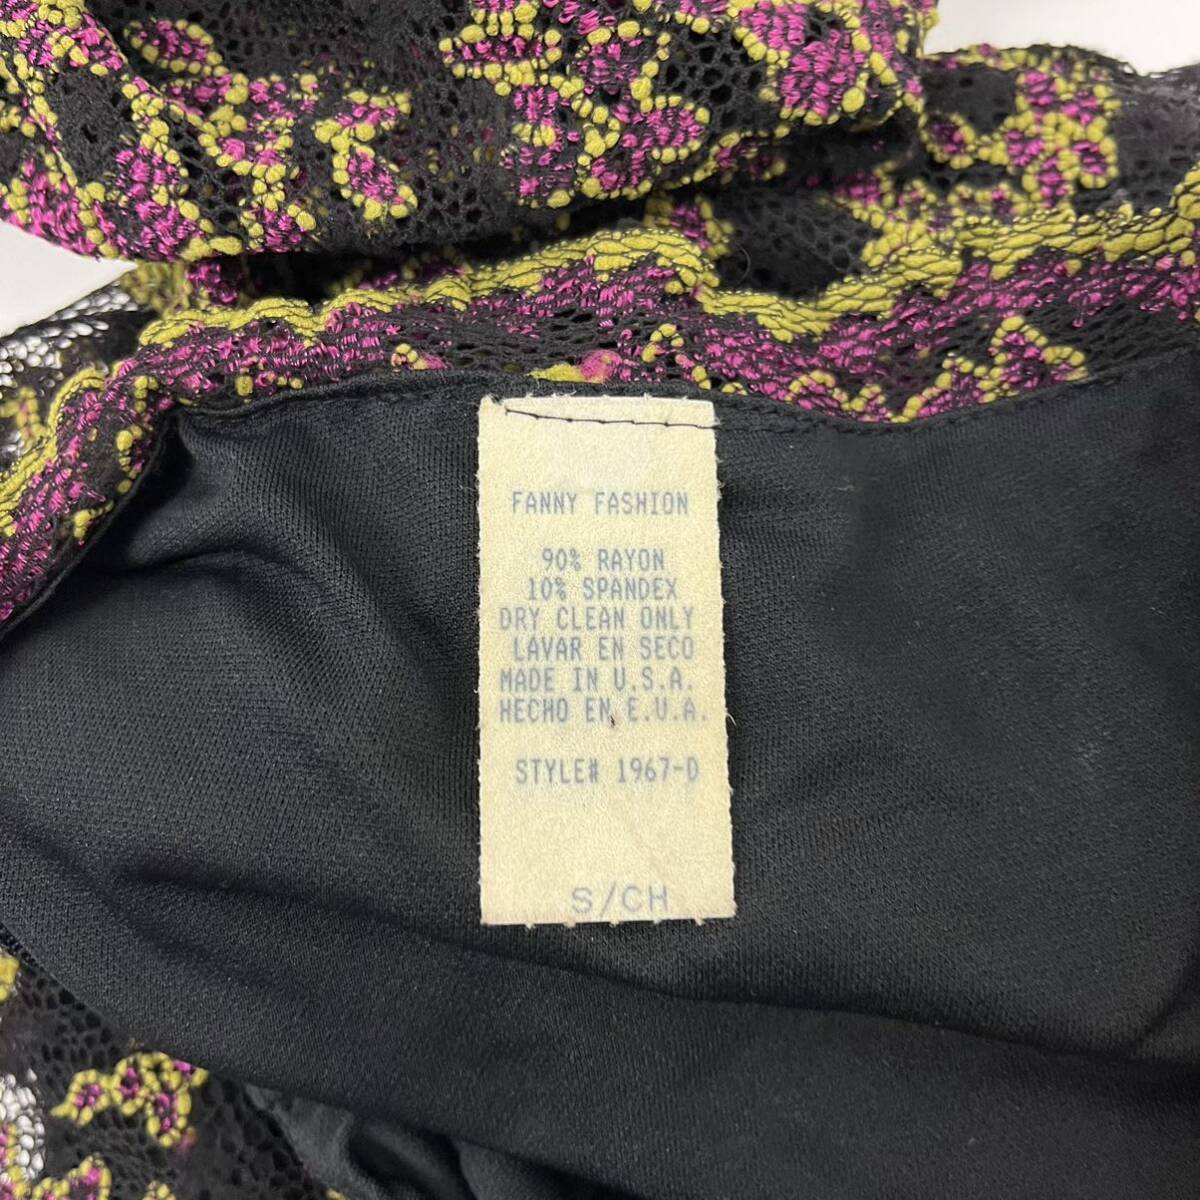 FANNY FASHION
90% RAYON
10% SPANDEX
DRY CLEAN ONLY
LAVAR EN SECO
MADE IN U.S.A.
HECHO EN E.U.A.
STYLE# 1967-D
S/CH